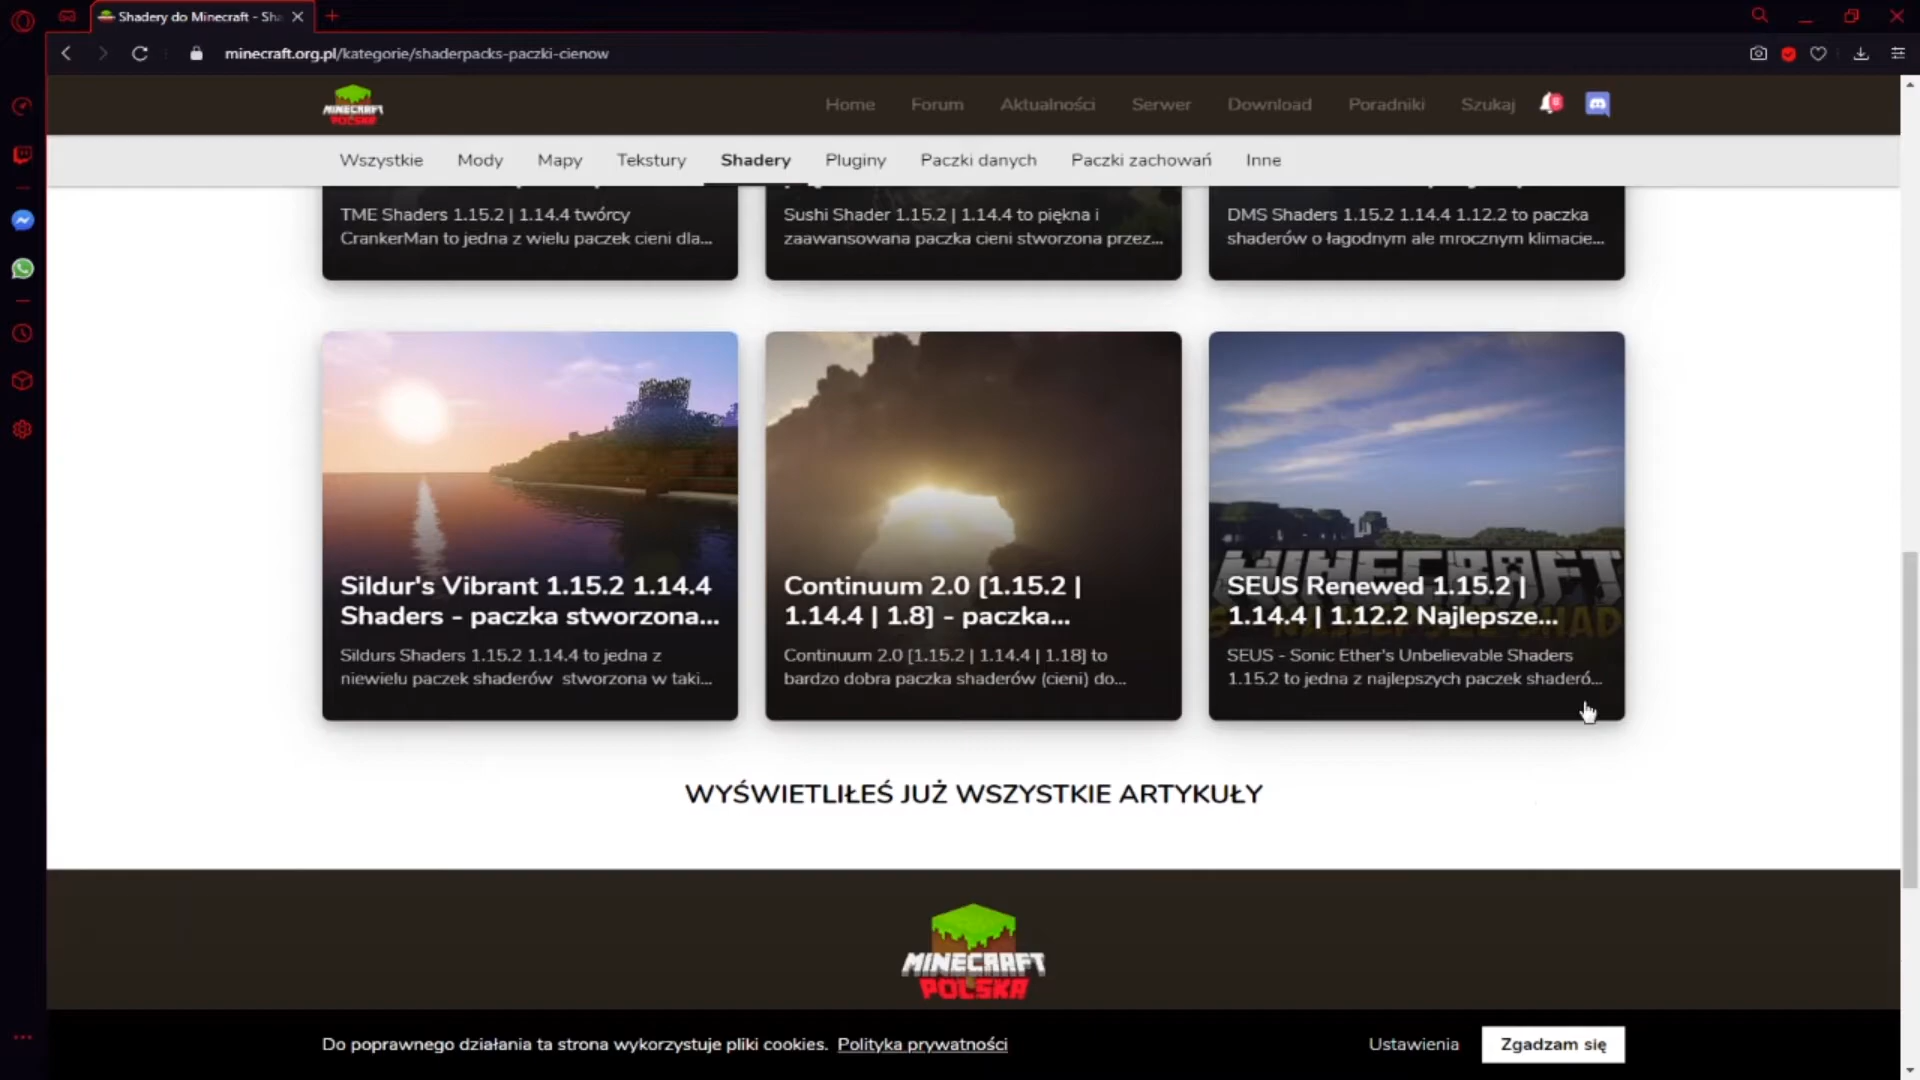 Shadery do Minecraft - Sha
minecraft.org.pl/kategorie/shaderpacks-paczki-cienow
MINECRAFT
POLSKA
Home Forum Aktualności Serwer Download Poradniki Szukaj
Wszystkie Mody Mapy Tekstury Shadery Pluginy Paczki danych Paczki zachowań Inne
TME Shaders 1.15.2 | 1.14.4 twórcy
CrankerMan to jedna z wielu paczek cieni dla...
Sushi Shader 1.15.2 | 1.14.4 to piękna i
zaawansowana paczka cieni stworzona przez...
DMS Shaders 1.15.2 1.14.4 1.12.2 to paczka
shaderów o łagodnym ale mrocznym klimacie...
Sildur's Vibrant 1.15.2 1.14.4
Shaders - paczka stworzona...
Sildurs Shaders 1.15.2 1.14.4 to jedna z
niewielu paczek shaderów stworzona w taki...
Continuum 2.0 [1.15.2 |
1.14.4 | 1.8] - paczka...
Continuum 2.0 [1.15.2 | 1.14.4 | 1.18] to
bardzo dobra paczka shaderów (cieni) do...
MINECRAFT
SEUS Renewed 1.15.2 |
1.14.4 | 1.12.2 Najlepsze...
SEUS - Sonic Ether's Unbelievable Shaders
1.15.2 to jedna z najlepszych paczek shaderó...
WYŚWIETLIŁEŚ JUŻ WSZYSTKIE ARTYKUŁY
MINECRAFT
POLSKA
Do poprawnego działania ta strona wykorzystuje pliki cookies. Polityka prywatności
Ustawienia Zgadzam się